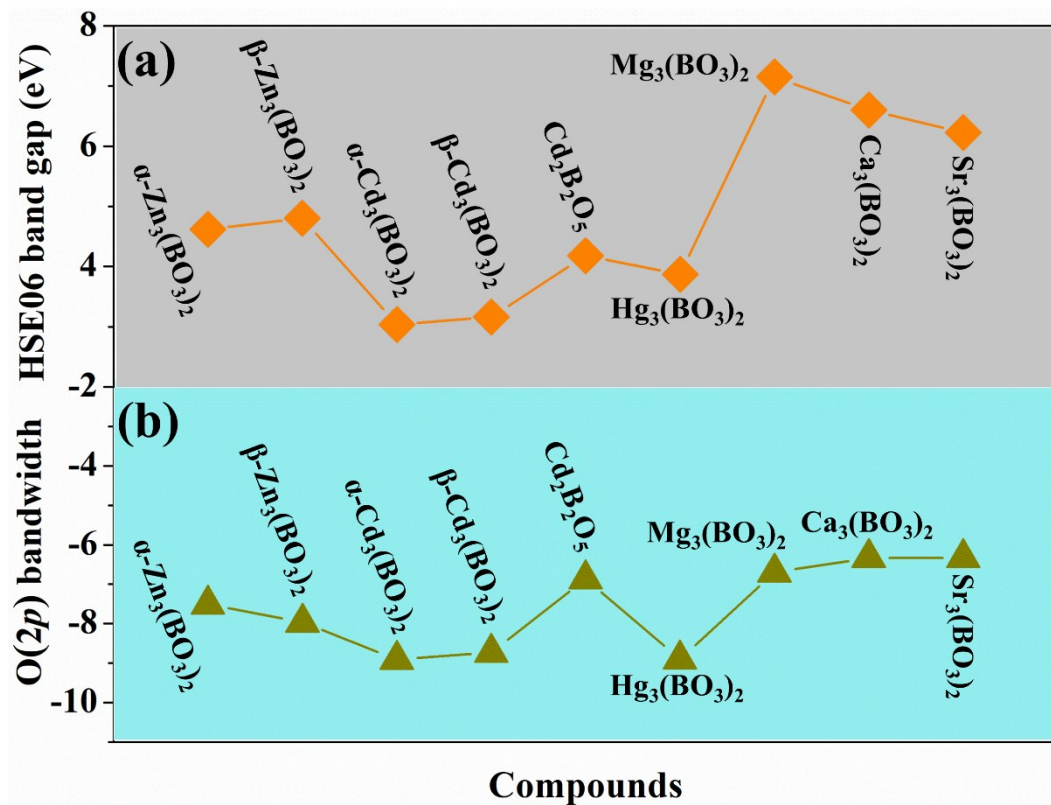 HSE06 band gap (eV)
8
6
4
-2
(a)
α-Zn₃(BO₃)₂
β-Zn₃(BO₃)₂
α-Cd₃(BO₃)₂
β-Cd₃(BO₃)₂
Cd₂B₂O₅
Hg₃(BO₃)₂
Mg₃(BO₃)₂
Ca₃(BO₃)₂
Sr₃(BO₃)₂
O(2p) bandwidth
-4
-6
-8
-10
(b)
α-Zn₃(BO₃)₂
β-Zn₃(BO₃)₂
α-Cd₃(BO₃)₂
β-Cd₃(BO₃)₂
Cd₂B₂O₅
Hg₃(BO₃)₂
Mg₃(BO₃)₂
Ca₃(BO₃)₂
Sr₃(BO₃)₂
Compounds